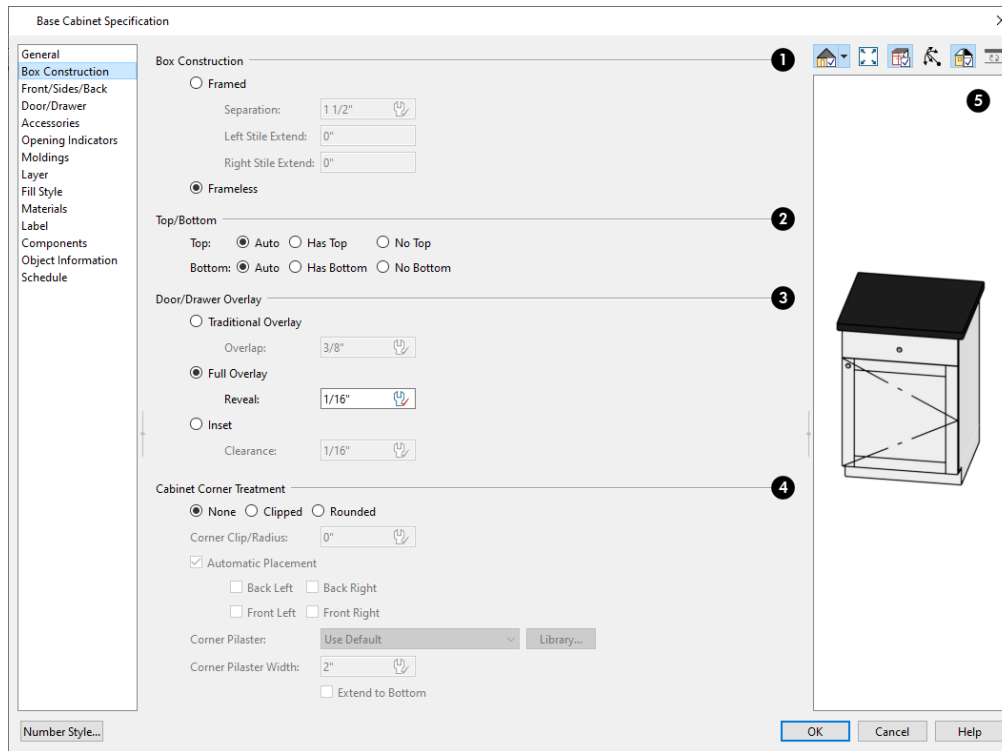 Base Cabinet Specification
General
Box Construction
Front/Sides/Back
Door/Drawer
Accessories
Opening Indicators
Moldings
Layer
Fill Style
Materials
Label
Components
Object Information
Schedule
Box Construction 1
Framed
Separation: 1 1/2"
Left Stile Extend: 0"
Right Stile Extend: 0"
Frameless
Top/Bottom 2
Top: Auto Has Top No Top
Bottom: Auto Has Bottom No Bottom
Door/Drawer Overlay 3
Traditional Overlay
Overlap: 3/8"
Full Overlay
Reveal: 1/16"
Inset
Clearance: 1/16"
Cabinet Corner Treatment 4
None Clipped Rounded
Corner Clip/Radius: 0"
Automatic Placement
Back Left Back Right
Front Left Front Right
Corner Pilaster: Use Default Library...
Corner Pilaster Width: 2"
Extend to Bottom
5
Number Style... OK Cancel Help